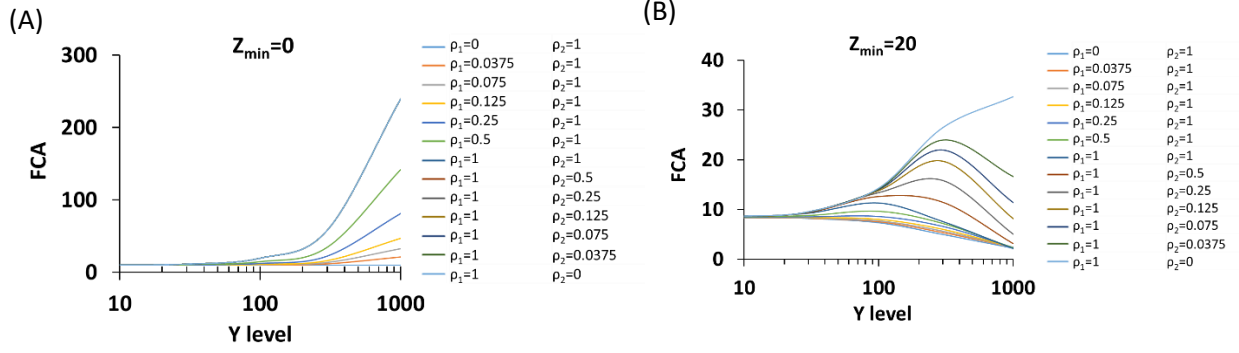 (A)
Z_min=0
FCA
300
200
100
0
10 100 1000
Y level
ρ₁=0 ρ₂=1
ρ₁=0.0375 ρ₂=1
ρ₁=0.075 ρ₂=1
ρ₁=0.125 ρ₂=1
ρ₁=0.25 ρ₂=1
ρ₁=0.5 ρ₂=1
ρ₁=1 ρ₂=1
ρ₁=1 ρ₂=0.5
ρ₁=1 ρ₂=0.25
ρ₁=1 ρ₂=0.125
ρ₁=1 ρ₂=0.075
ρ₁=1 ρ₂=0.0375
ρ₁=1 ρ₂=0
(B)
Z_min=20
FCA
40
30
20
10
0
10 100 1000
Y level
ρ₁=0 ρ₂=1
ρ₁=0.0375 ρ₂=1
ρ₁=0.075 ρ₂=1
ρ₁=0.125 ρ₂=1
ρ₁=0.25 ρ₂=1
ρ₁=0.5 ρ₂=1
ρ₁=1 ρ₂=1
ρ₁=1 ρ₂=0.5
ρ₁=1 ρ₂=0.25
ρ₁=1 ρ₂=0.125
ρ₁=1 ρ₂=0.075
ρ₁=1 ρ₂=0.0375
ρ₁=1 ρ₂=0